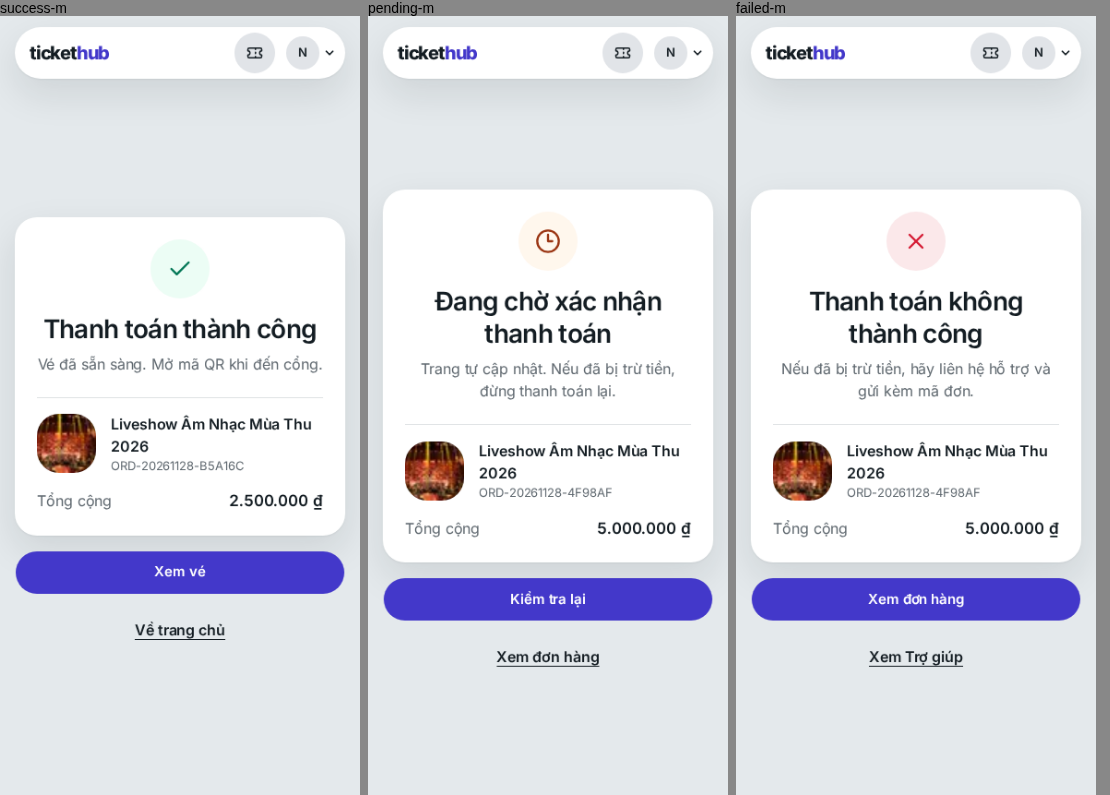 success-m
tickethub
N
Thanh toán thành công
Vé đã sẵn sàng. Mở mã QR khi đến cổng.
Liveshow Âm Nhạc Mùa Thu
2026
ORD-20261128-B5A16C
Tổng cộng 2.500.000 ₫
Xem vé
Về trang chủ
pending-m
tickethub
N
Đang chờ xác nhận
thanh toán
Trang tự cập nhật. Nếu đã bị trừ tiền,
đừng thanh toán lại.
Liveshow Âm Nhạc Mùa Thu
2026
ORD-20261128-4F98AF
Tổng cộng 5.000.000 ₫
Kiểm tra lại
Xem đơn hàng
failed-m
tickethub
N
Thanh toán không
thành công
Nếu đã bị trừ tiền, hãy liên hệ hỗ trợ và
gửi kèm mã đơn.
Liveshow Âm Nhạc Mùa Thu
2026
ORD-20261128-4F98AF
Tổng cộng 5.000.000 ₫
Xem đơn hàng
Xem Trợ giúp